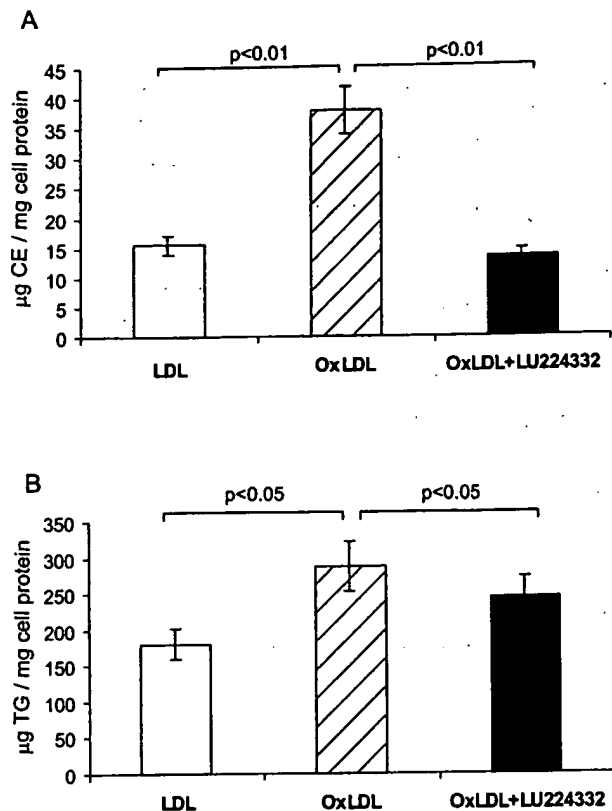 A
p<0.01 p<0.01
45
40
35
30
25
20
15
10
5
0
µg CE / mg cell protein
LDL OxLDL OxLDL+LU224332
B
p<0.05 p<0.05
350
300
250
200
150
100
50
0
µg TG / mg cell protein
LDL OxLDL OxLDL+LU224332